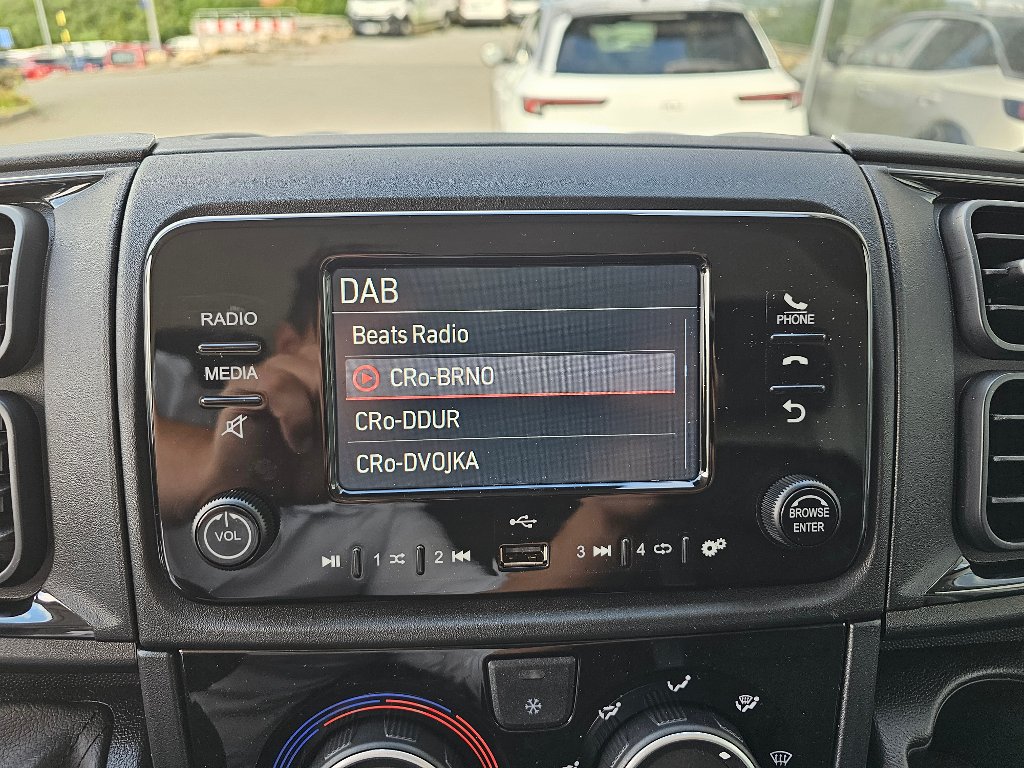 DAB
RADIO
MEDIA
Beats Radio
CRo-BRNO
CRo-DDUR
CRo-DVOJKA
PHONE
VOL
BROWSE
ENTER
1
2
3
4